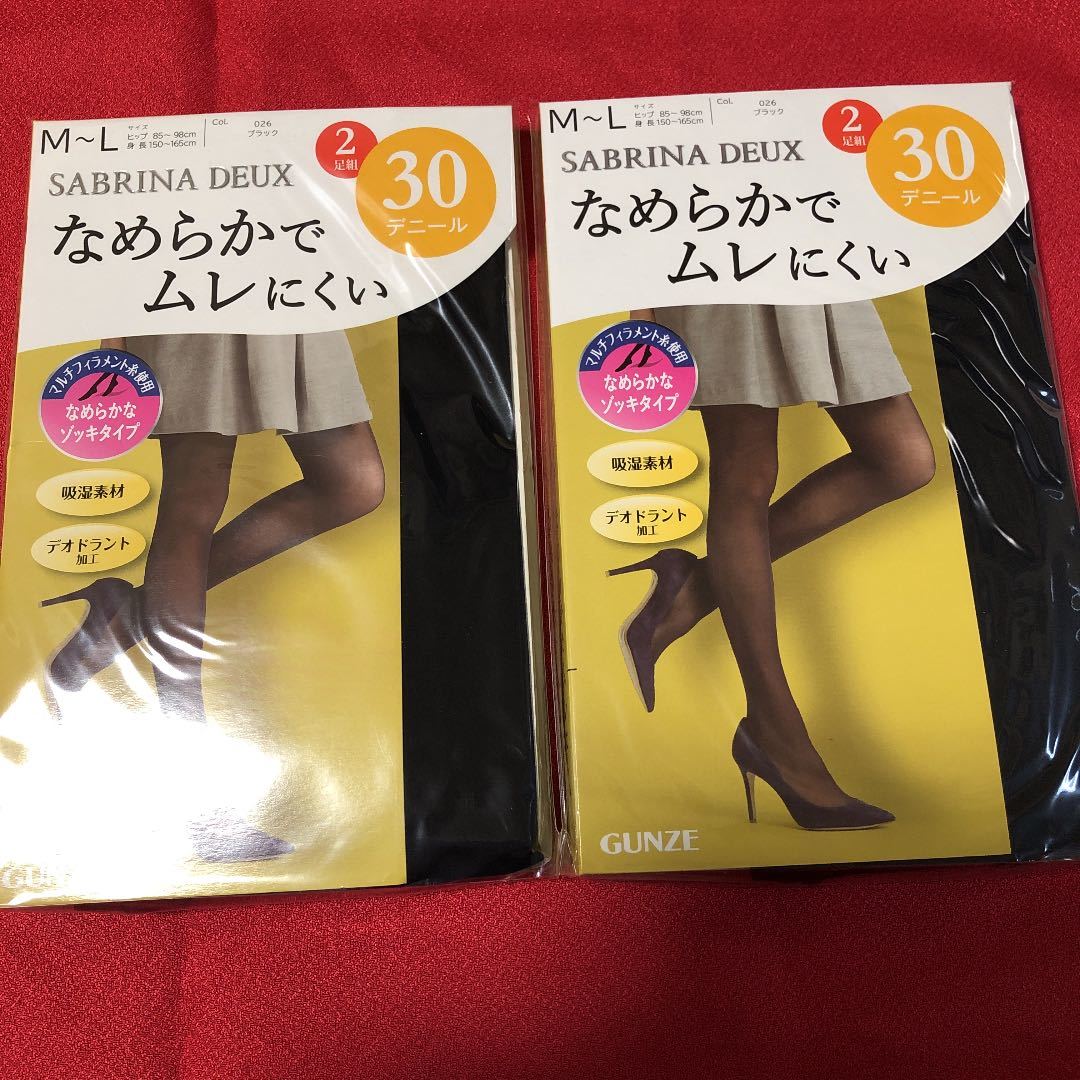 M～L
サイズ
ヒップ 85～98cm
身長 150～165cm
Col. 026
ブラック
2
足組
30
デニール
SABRINA DEUX
なめらかで
ムレにくい
マルチフィラメント糸使用
なめらかな
ゾッキタイプ
吸湿素材
デオドラント
加工
GUNZE
M～L
サイズ
ヒップ 85～98cm
身長 150～165cm
Col. 026
ブラック
2
足組
30
デニール
SABRINA DEUX
なめらかで
ムレにくい
マルチフィラメント糸使用
なめらかな
ゾッキタイプ
吸湿素材
デオドラント
加工
GUNZE